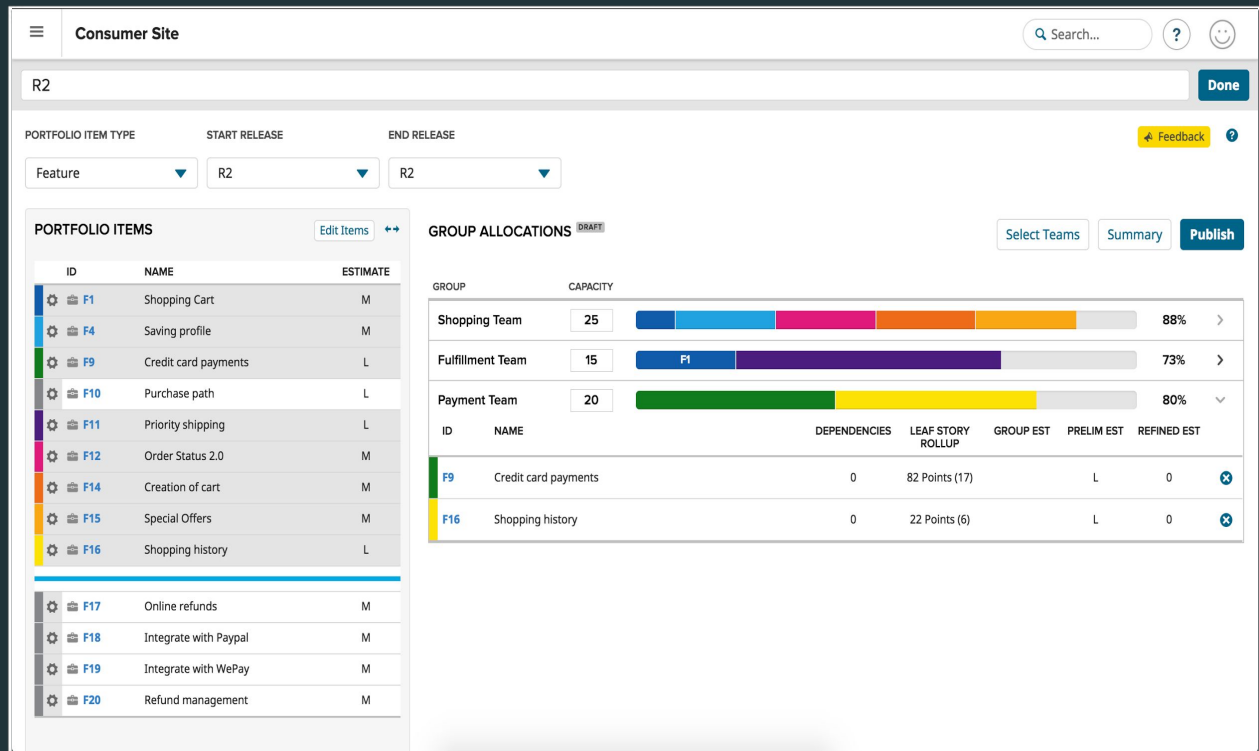 Consumer Site
Search...
?
R2
Done
PORTFOLIO ITEM TYPE START RELEASE END RELEASE
Feedback ?
Feature R2 R2
PORTFOLIO ITEMS Edit Items
ID NAME ESTIMATE
F1 Shopping Cart M
F4 Saving profile M
F9 Credit card payments L
F10 Purchase path L
F11 Priority shipping L
F12 Order Status 2.0 M
F14 Creation of cart M
F15 Special Offers M
F16 Shopping history L
F17 Online refunds M
F18 Integrate with Paypal M
F19 Integrate with WePay M
F20 Refund management M
GROUP ALLOCATIONS DRAFT
Select Teams Summary Publish
GROUP CAPACITY
Shopping Team 25 88%
Fulfillment Team 15 F1 73%
Payment Team 20 80%
ID NAME DEPENDENCIES LEAF STORY ROLLUP GROUP EST PRELIM EST REFINED EST
F9 Credit card payments 0 82 Points (17) L 0
F16 Shopping history 0 22 Points (6) L 0